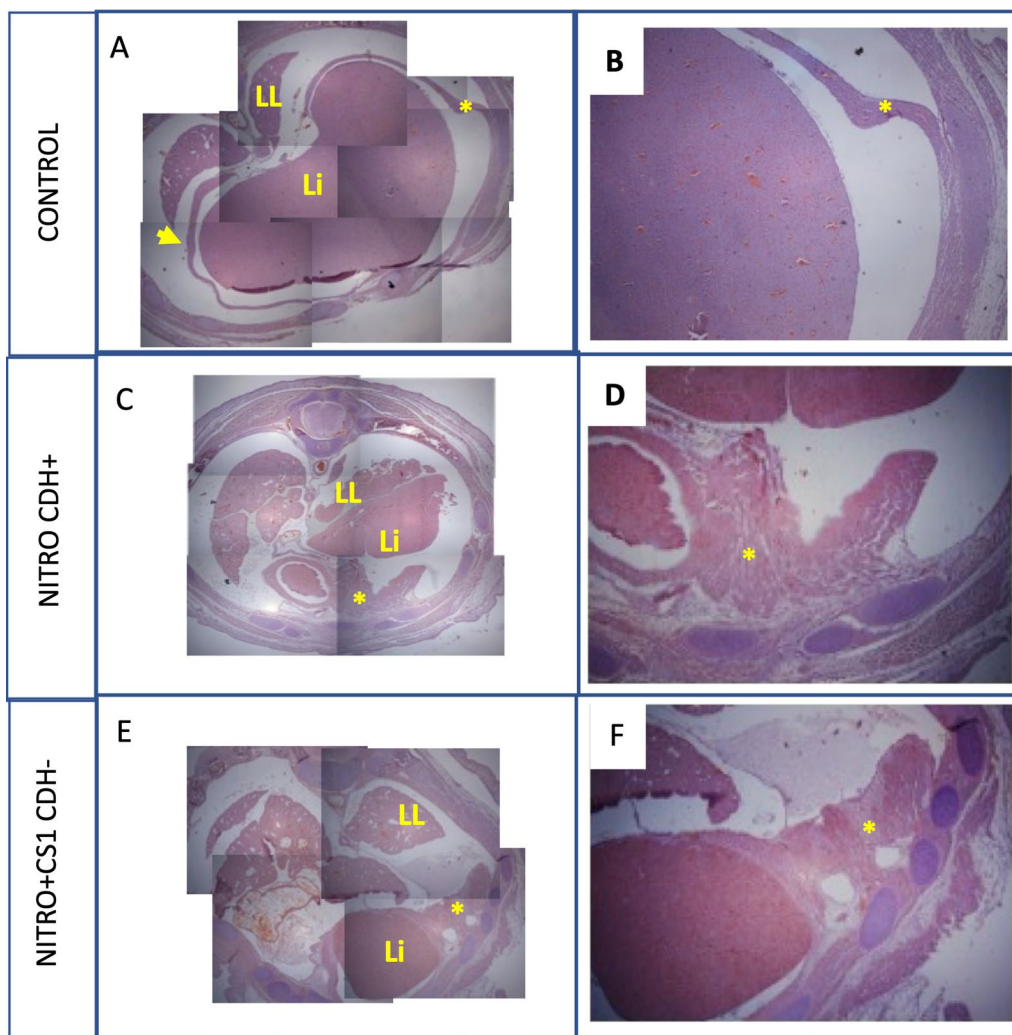 CONTROL
A
LL
*
Li
B
*
NITRO CDH+
C
LL
Li
*
D
*
NITRO+CS1 CDH-
E
LL
*
Li
F
*